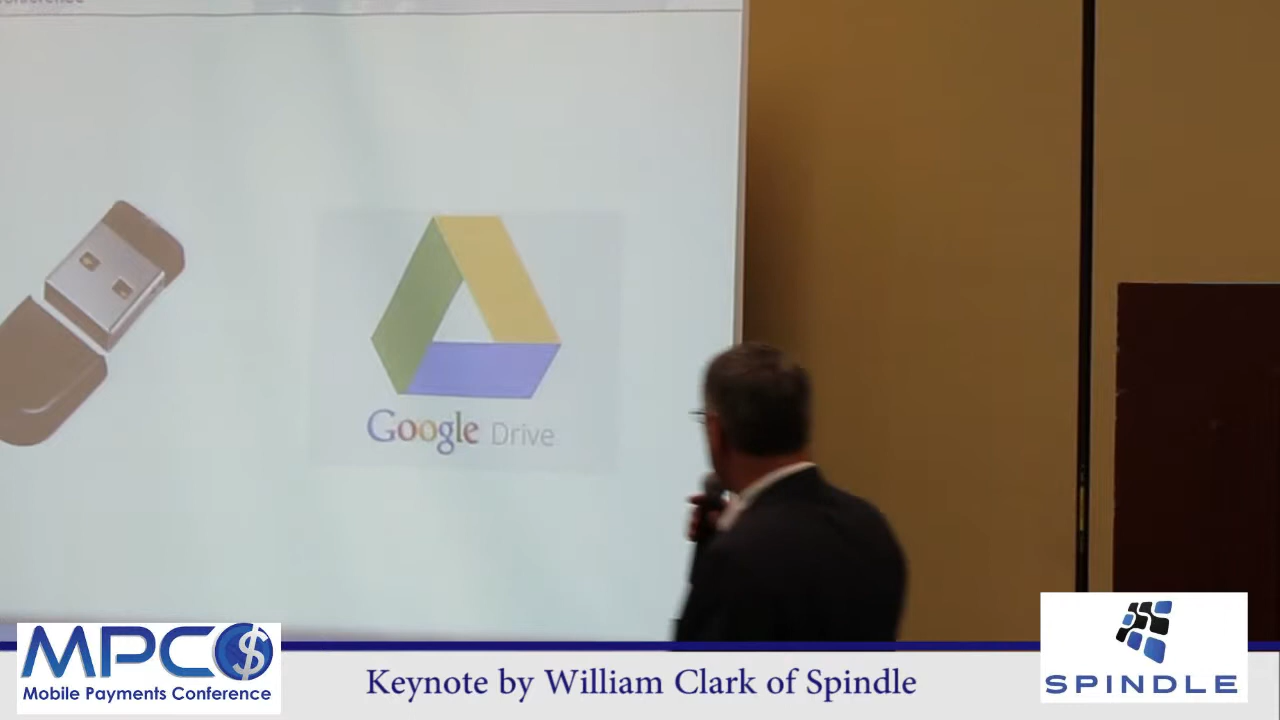 Google Drive
MPC
Mobile Payments Conference
Keynote by William Clark of Spindle
SPINDLE